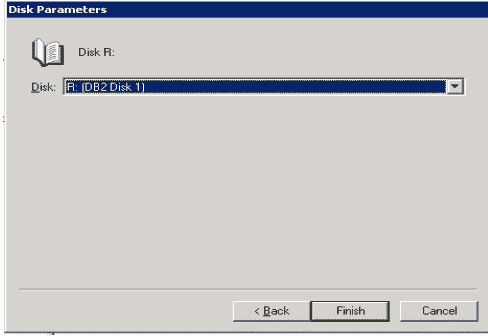 Disk Parameters
Disk R:
Disk: R: (DB2 Disk 1)
< Back Finish Cancel